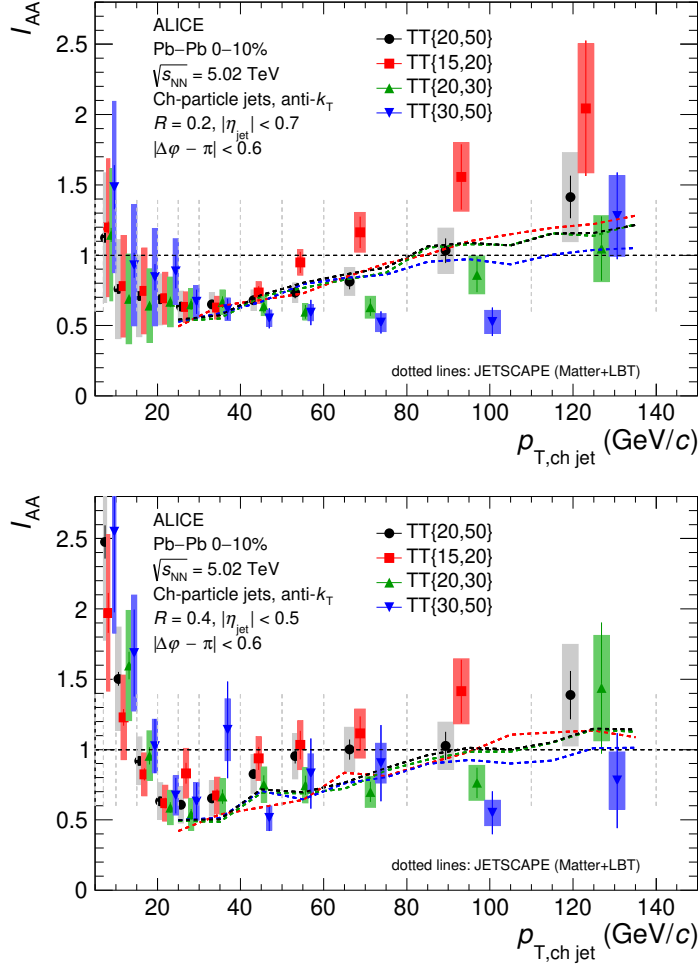 I_AA
2.5
2
1.5
1
0.5
0
ALICE
Pb–Pb 0–10%
√s_NN = 5.02 TeV
Ch-particle jets, anti-k_T
R = 0.2, |η_jet| < 0.7
|Δφ − π| < 0.6
TT{20,50}
TT{15,20}
TT{20,30}
TT{30,50}
dotted lines: JETSCAPE (Matter+LBT)
20 40 60 80 100 120 140
p_T,ch jet (GeV/c)
I_AA
2.5
2
1.5
1
0.5
0
ALICE
Pb–Pb 0–10%
√s_NN = 5.02 TeV
Ch-particle jets, anti-k_T
R = 0.4, |η_jet| < 0.5
|Δφ − π| < 0.6
TT{20,50}
TT{15,20}
TT{20,30}
TT{30,50}
dotted lines: JETSCAPE (Matter+LBT)
20 40 60 80 100 120 140
p_T,ch jet (GeV/c)